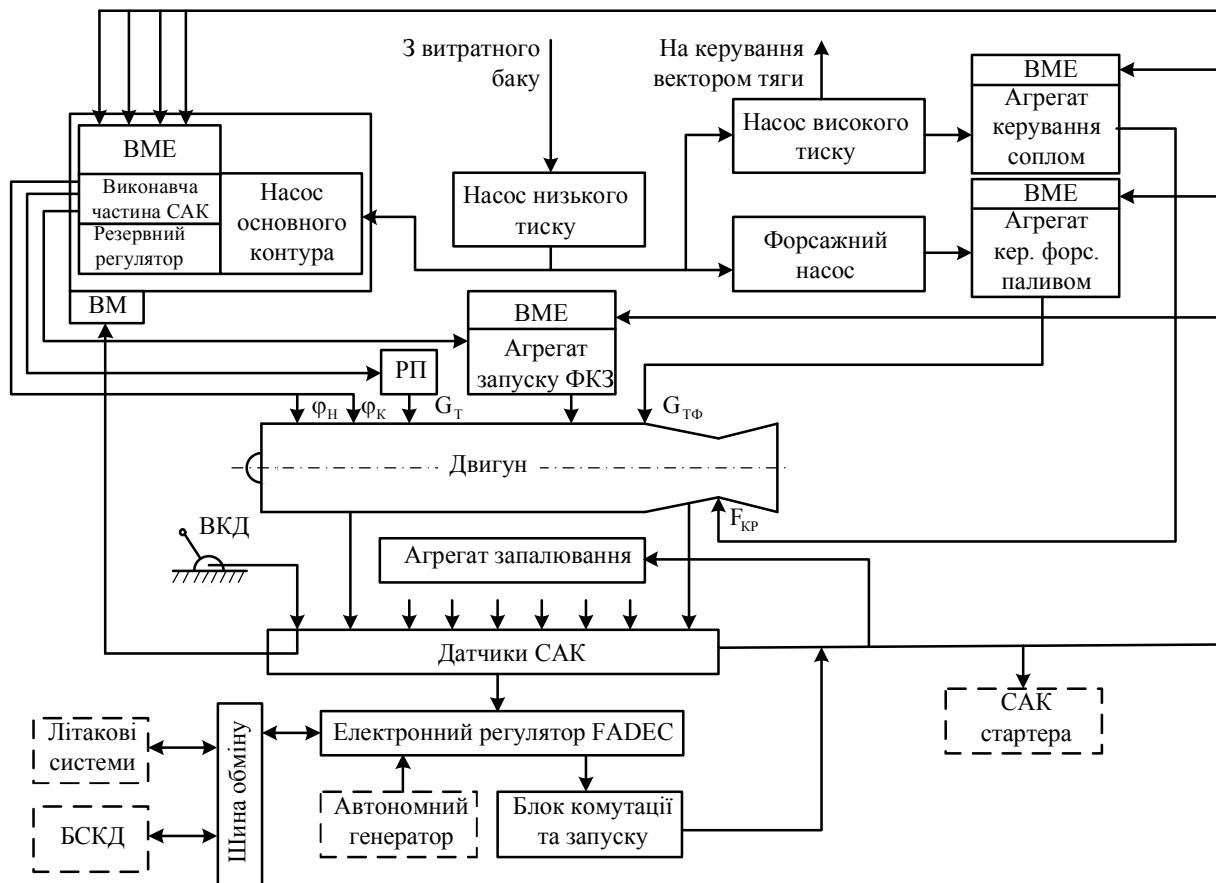 З витратного
баку
На керування
вектором тяги
ВМЕ
Агрегат
керування
соплом
ВМЕ
Виконавча
частина САК
Резервний
регулятор
Насос
основного
контура
ВМ
Насос низького
тиску
Насос високого
тиску
Форсажний
насос
ВМЕ
Агрегат
кер. форс.
паливом
ВМЕ
Агрегат
запуску ФКЗ
РП
φН
φК
GТ
GТФ
Двигун
FКР
ВКД
Агрегат запалювання
Датчики САК
САК
стартера
Літакові
системи
БСКД
Шина обміну
Електронний регулятор FADEC
Автономний
генератор
Блок комутації
та запуску